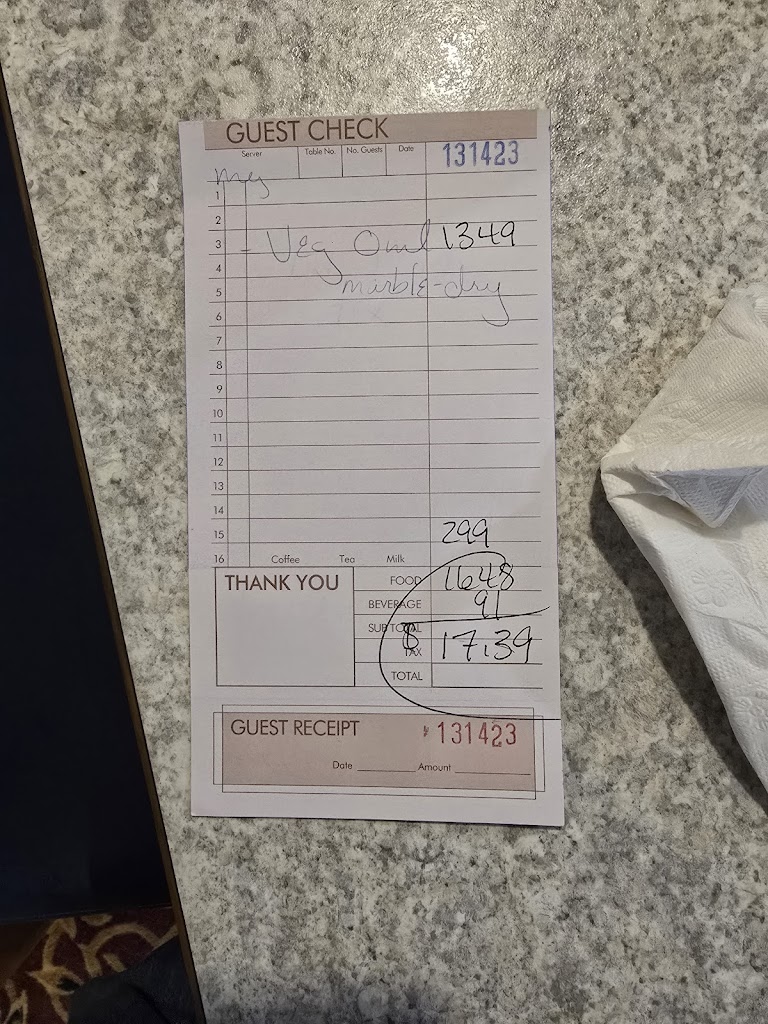 GUEST CHECK
Server Table No. No. Guests Date 131423
1
2
3 - Veg Oml 1349
4
5 marble-dry
6
7
8
9
10
11
12
13
14
15 299
16 Coffee Tea Milk
THANK YOU FOOD 1648
BEVERAGE 91
SUB TOTAL
TAX $17.39
TOTAL
GUEST RECEIPT 131423
Date Amount